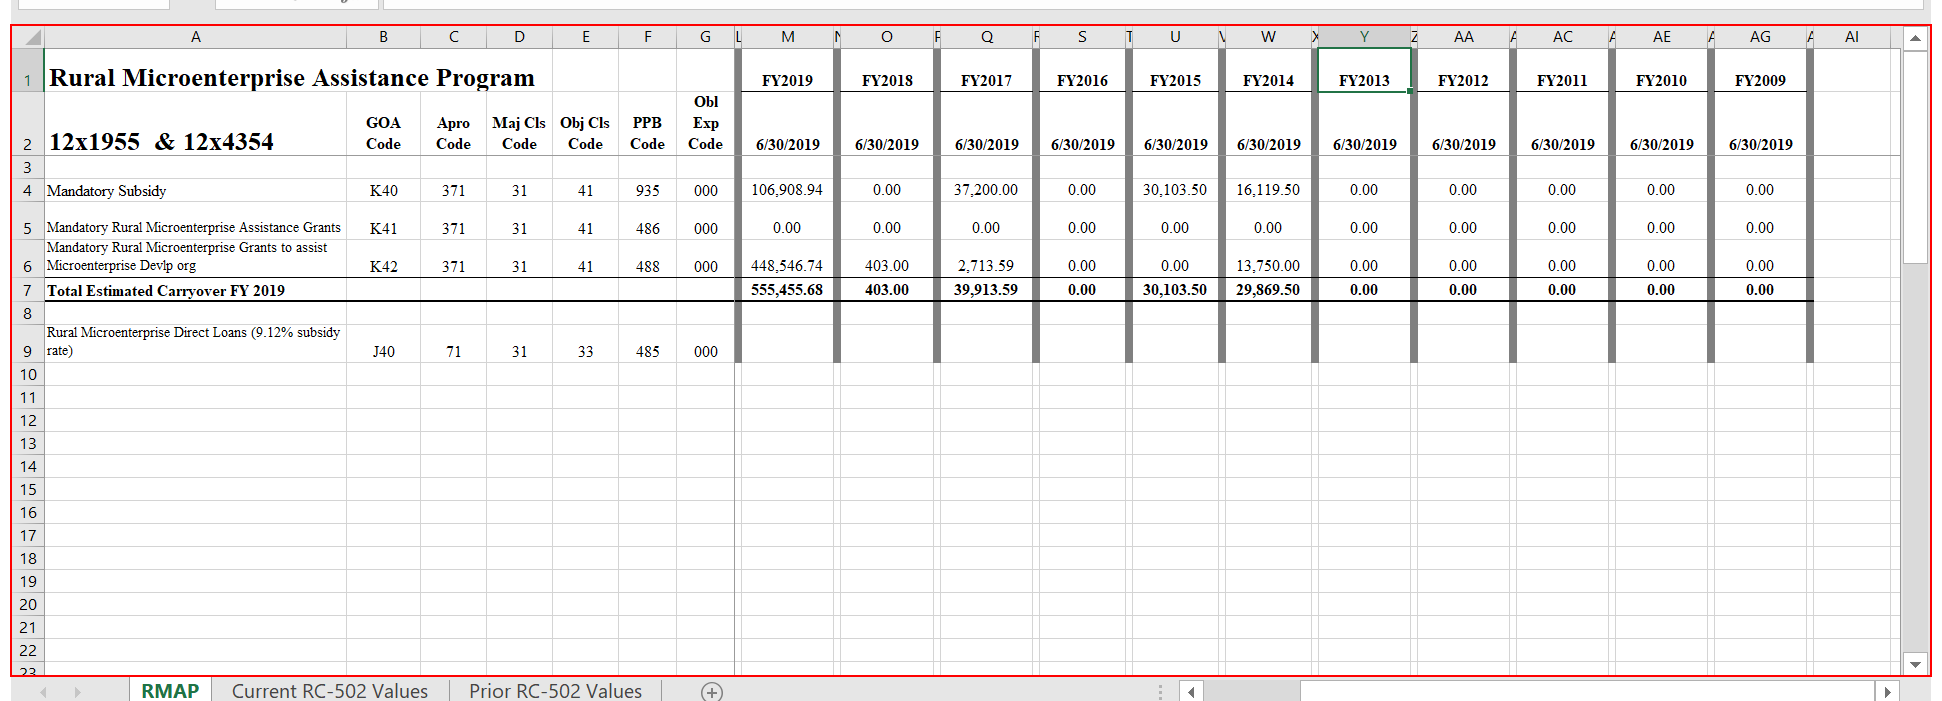 A B C D E F G L M N O P Q R S T U V W X Y Z AA A AC A AE A AG A AI
1 Rural Microenterprise Assistance Program FY2019 FY2018 FY2017 FY2016 FY2015 FY2014 FY2013 FY2012 FY2011 FY2010 FY2009
2 12x1955 & 12x4354 GOA Code Apro Code Maj Cls Code Obj Cls Code PPB Code Obl Exp Code 6/30/2019 6/30/2019 6/30/2019 6/30/2019 6/30/2019 6/30/2019 6/30/2019 6/30/2019 6/30/2019 6/30/2019 6/30/2019
3
4 Mandatory Subsidy K40 371 31 41 935 000 106,908.94 0.00 37,200.00 0.00 30,103.50 16,119.50 0.00 0.00 0.00 0.00 0.00
5 Mandatory Rural Microenterprise Assistance Grants K41 371 31 41 486 000 0.00 0.00 0.00 0.00 0.00 0.00 0.00 0.00 0.00 0.00 0.00
Mandatory Rural Microenterprise Grants to assist
6 Microenterprise Devlp org K42 371 31 41 488 000 448,546.74 403.00 2,713.59 0.00 0.00 13,750.00 0.00 0.00 0.00 0.00 0.00
7 Total Estimated Carryover FY 2019 555,455.68 403.00 39,913.59 0.00 30,103.50 29,869.50 0.00 0.00 0.00 0.00 0.00
8
Rural Microenterprise Direct Loans (9.12% subsidy
9 rate) J40 71 31 33 485 000
10
11
12
13
14
15
16
17
18
19
20
21
22
23
RMAP Current RC-502 Values Prior RC-502 Values